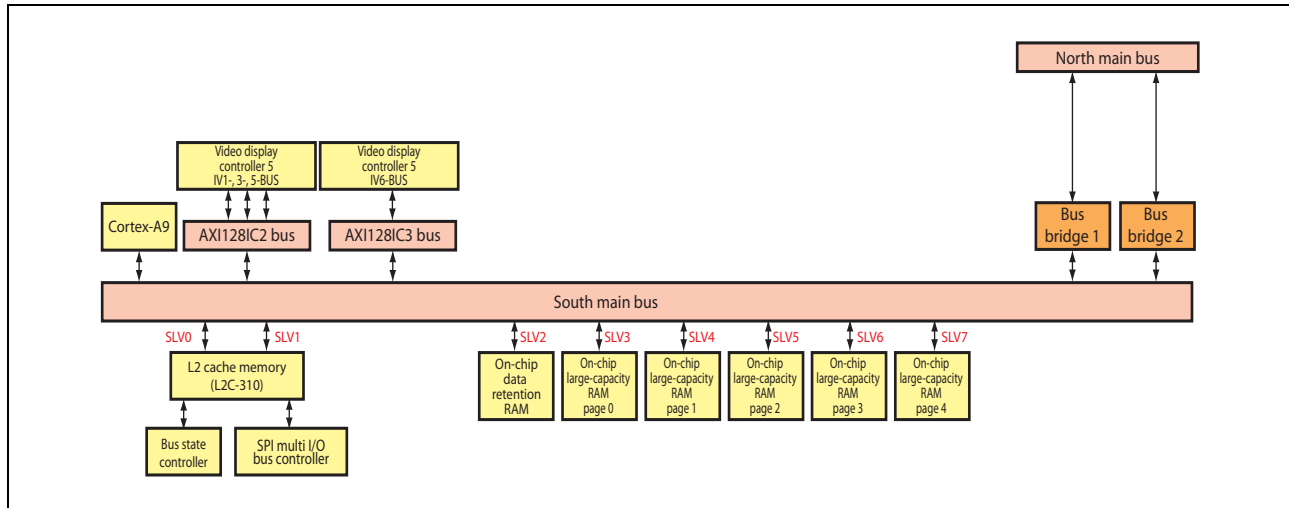 North main bus
Video display
controller 5
IV1-, 3-, 5-BUS
Video display
controller 5
IV6-BUS
Cortex-A9
AXI128IC2 bus
AXI128IC3 bus
Bus
bridge 1
Bus
bridge 2
South main bus
SLV0
SLV1
SLV2
SLV3
SLV4
SLV5
SLV6
SLV7
L2 cache memory
(L2C-310)
On-chip
data
retention
RAM
On-chip
large-capacity
RAM
page 0
On-chip
large-capacity
RAM
page 1
On-chip
large-capacity
RAM
page 2
On-chip
large-capacity
RAM
page 3
On-chip
large-capacity
RAM
page 4
Bus state
controller
SPI multi I/O
bus controller